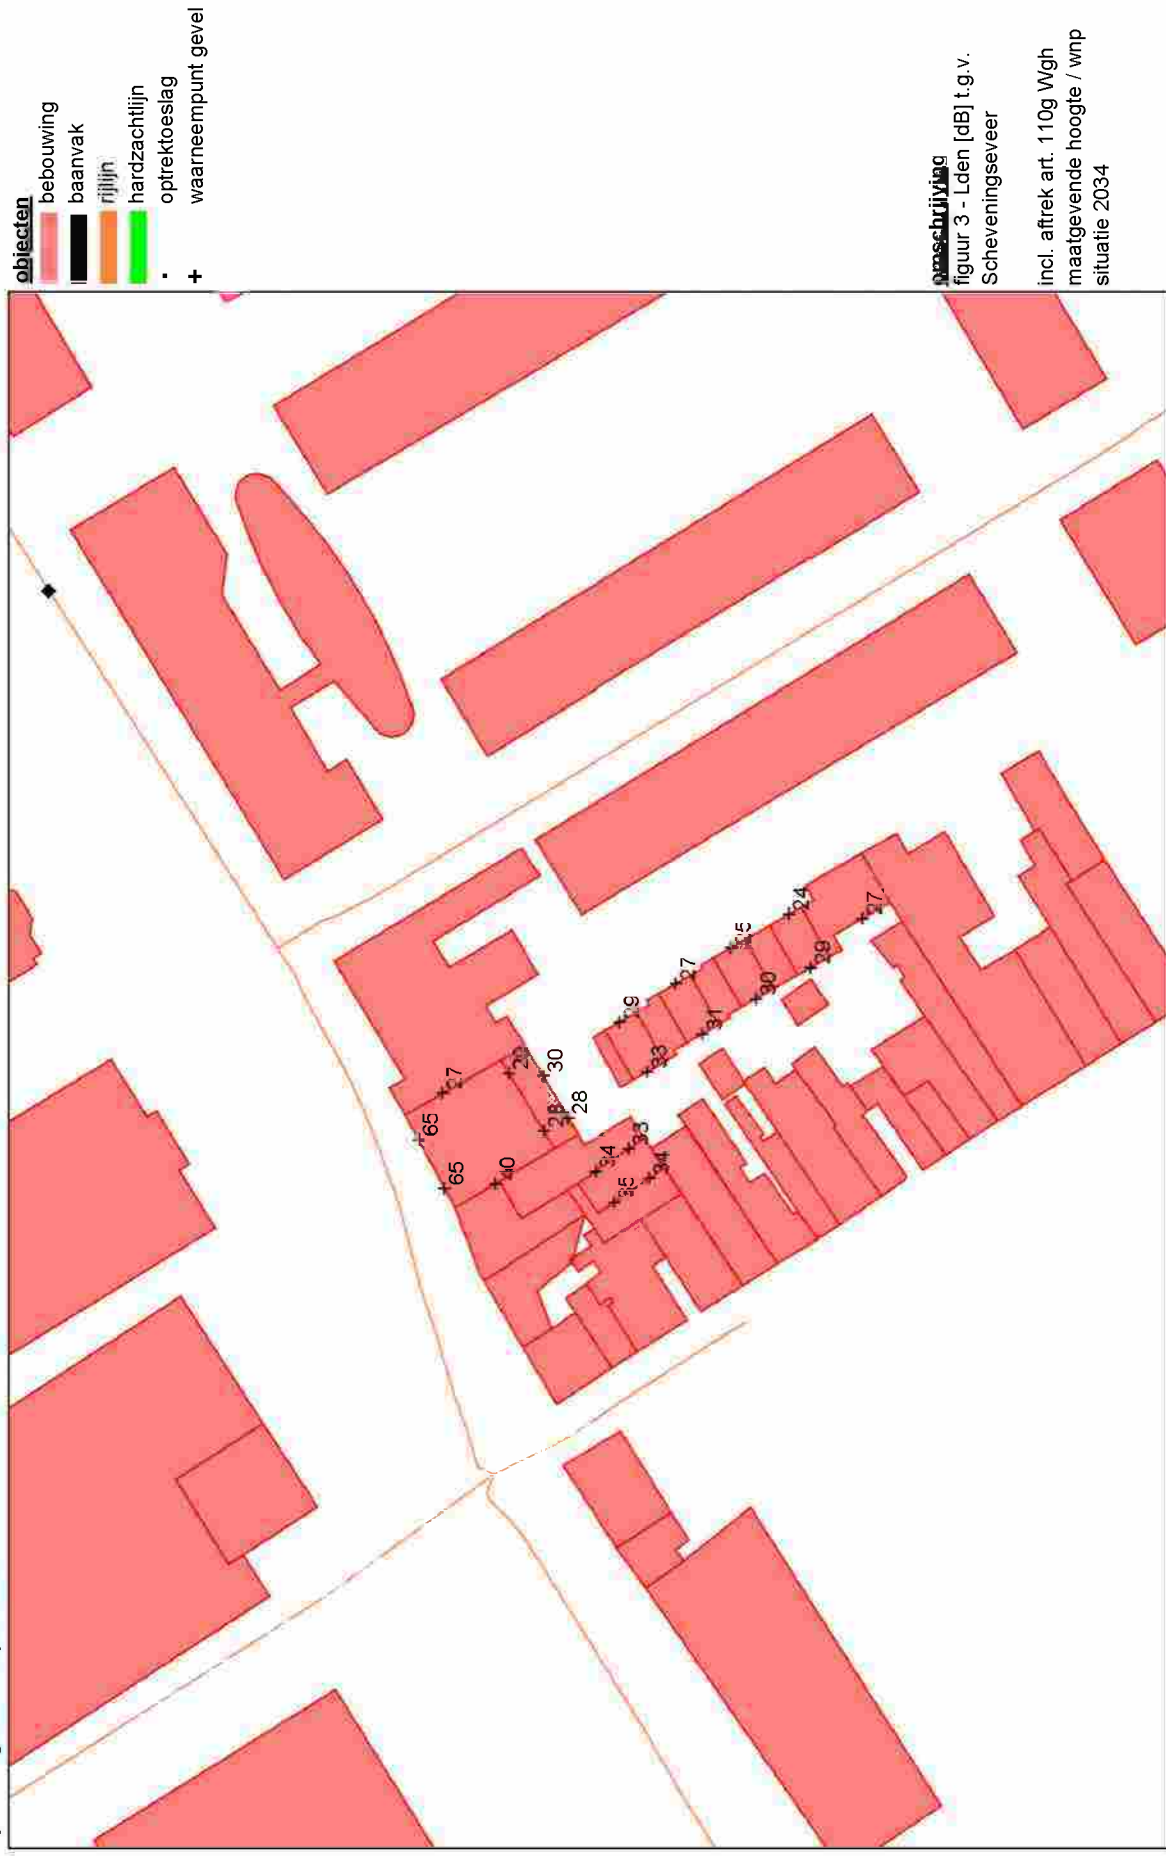 objecten
bebouwing
baanvak
rijlijn
hardzachtlijn
optrektoeslag
waarneempunt gevel
omschrijving
figuur 3 - Lden [dB] t.g.v.
Scheveningseveer
incl. aftrek art. 110g Wgh
maatgevende hoogte / wnp
situatie 2034
65
65
27
40
30
28
34
33
34
35
29
33
27
31
30
24
29
27